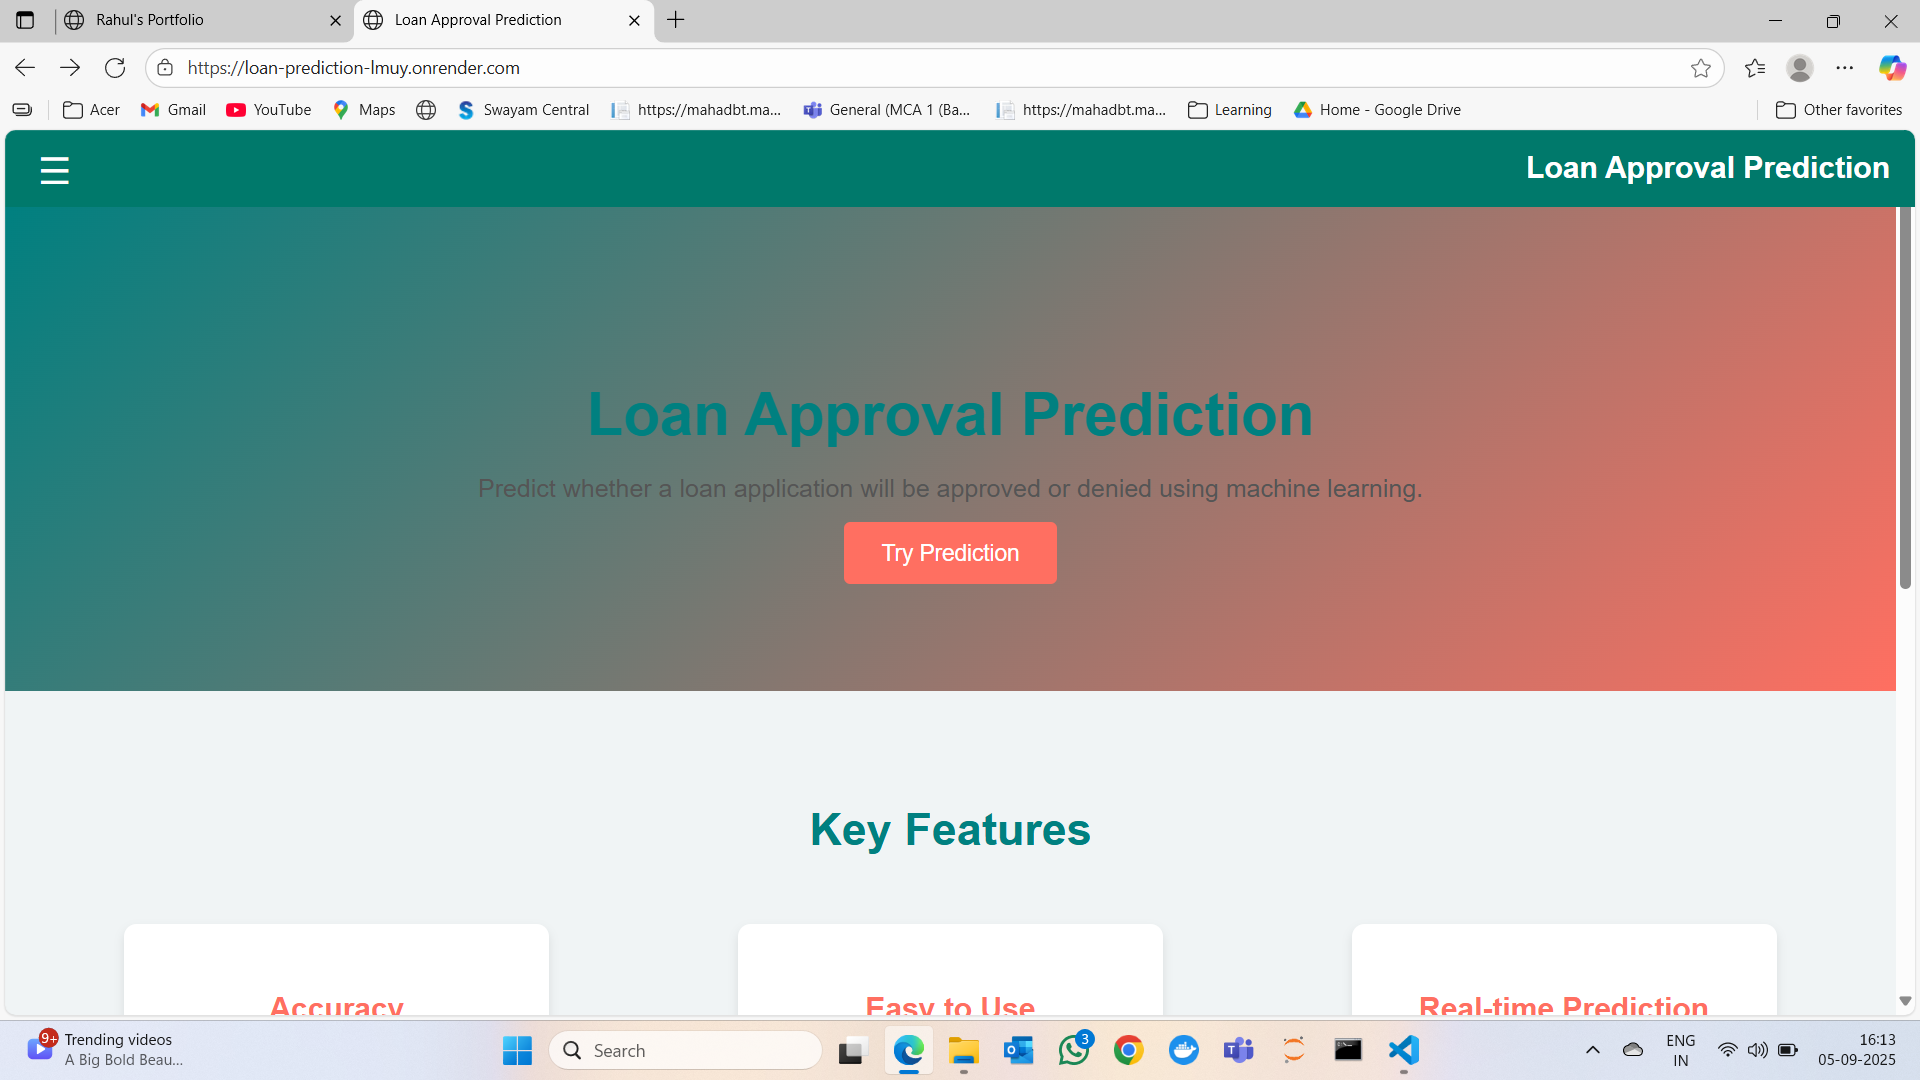 Rahul's Portfolio
Loan Approval Prediction
https://loan-prediction-lmuy.onrender.com
Acer
Gmail
YouTube
Maps
Swayam Central
https://mahadbt.ma...
General (MCA 1 (Ba...
https://mahadbt.ma...
Learning
Home - Google Drive
Other favorites
Loan Approval Prediction
Loan Approval Prediction
Predict whether a loan application will be approved or denied using machine learning.
Try Prediction
Key Features
Accuracy
Easy to Use
Real-time Prediction
9+
Trending videos
A Big Bold Beau...
Search
3
ENG
IN
16:13
05-09-2025